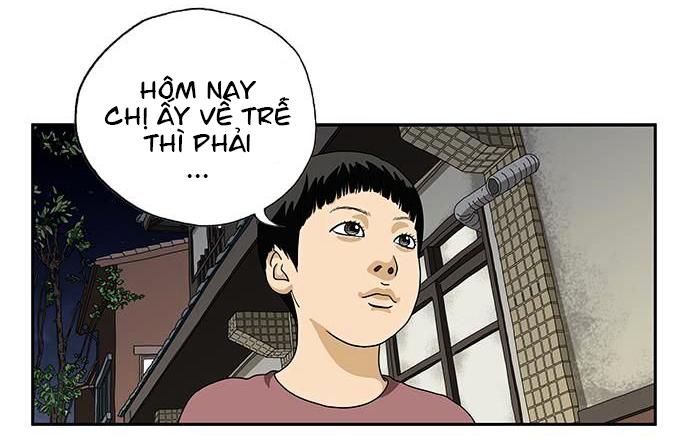 HÔM NAY
CHỊ ẤY VỀ TRỄ
THÌ PHẢI
...